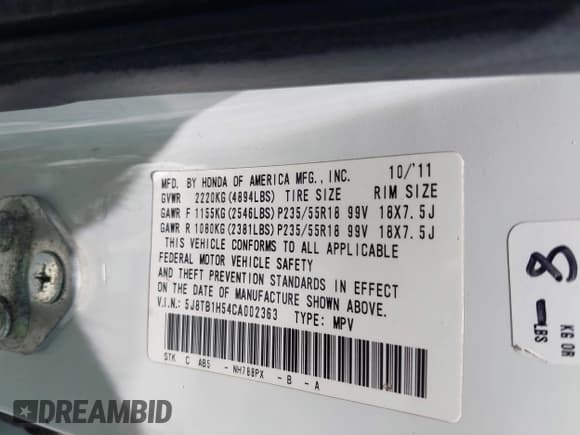 MFD. BY HONDA OF AMERICA MFG., INC. 10/'11
GVWR 2220KG(4894LBS) TIRE SIZE RIM SIZE
GAWR F 1155KG(2546LBS)P235/55R18 99V 18X7.5J
GAWR R 1080KG(2381LBS)P235/55R18 99V 18X7.5J
THIS VEHICLE CONFORMS TO ALL APPLICABLE
FEDERAL MOTOR VEHICLE SAFETY
AND THEFT PREVENTION STANDARDS IN EFFECT
ON THE DATE OF MANUFACTURE SHOWN ABOVE.
V.I.N.: 5J8TB1H54CA002363 TYPE: MPV
STK C AB5 - NH788PX - B - A
8
KG OR
LBS
DREAMBID